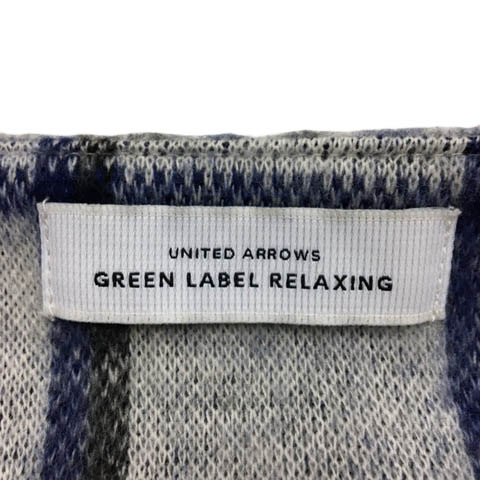 UNITED ARROWS
GREEN LABEL RELAXING